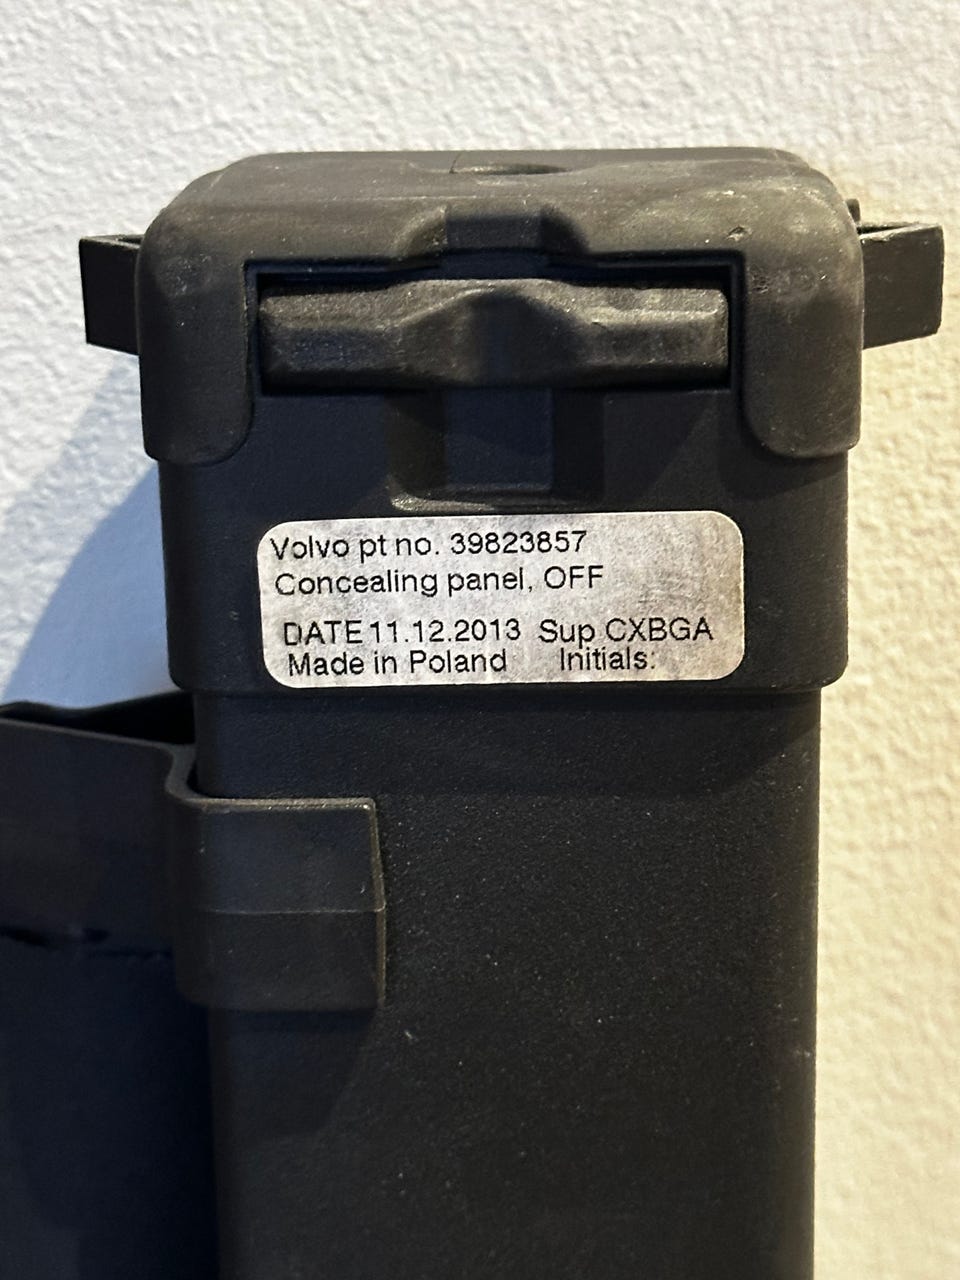 Volvo pt no. 39823857
Concealing panel, OFF
DATE 11.12.2013 Sup CXBGA
Made in Poland Initials: